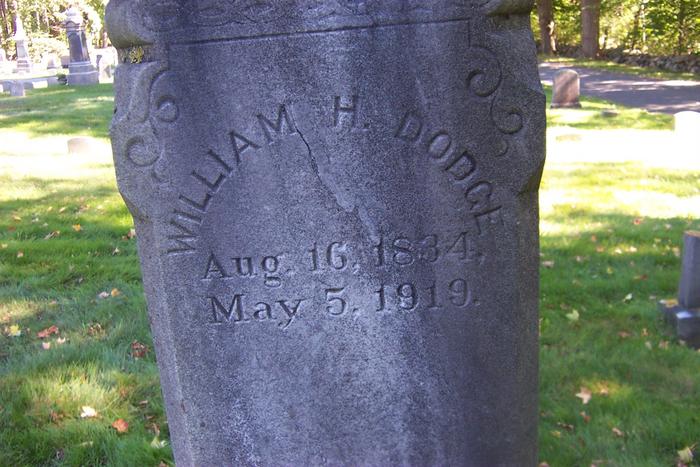 WILLIAM H. DODGE
Aug. 16, 1834,
May 5, 1919.